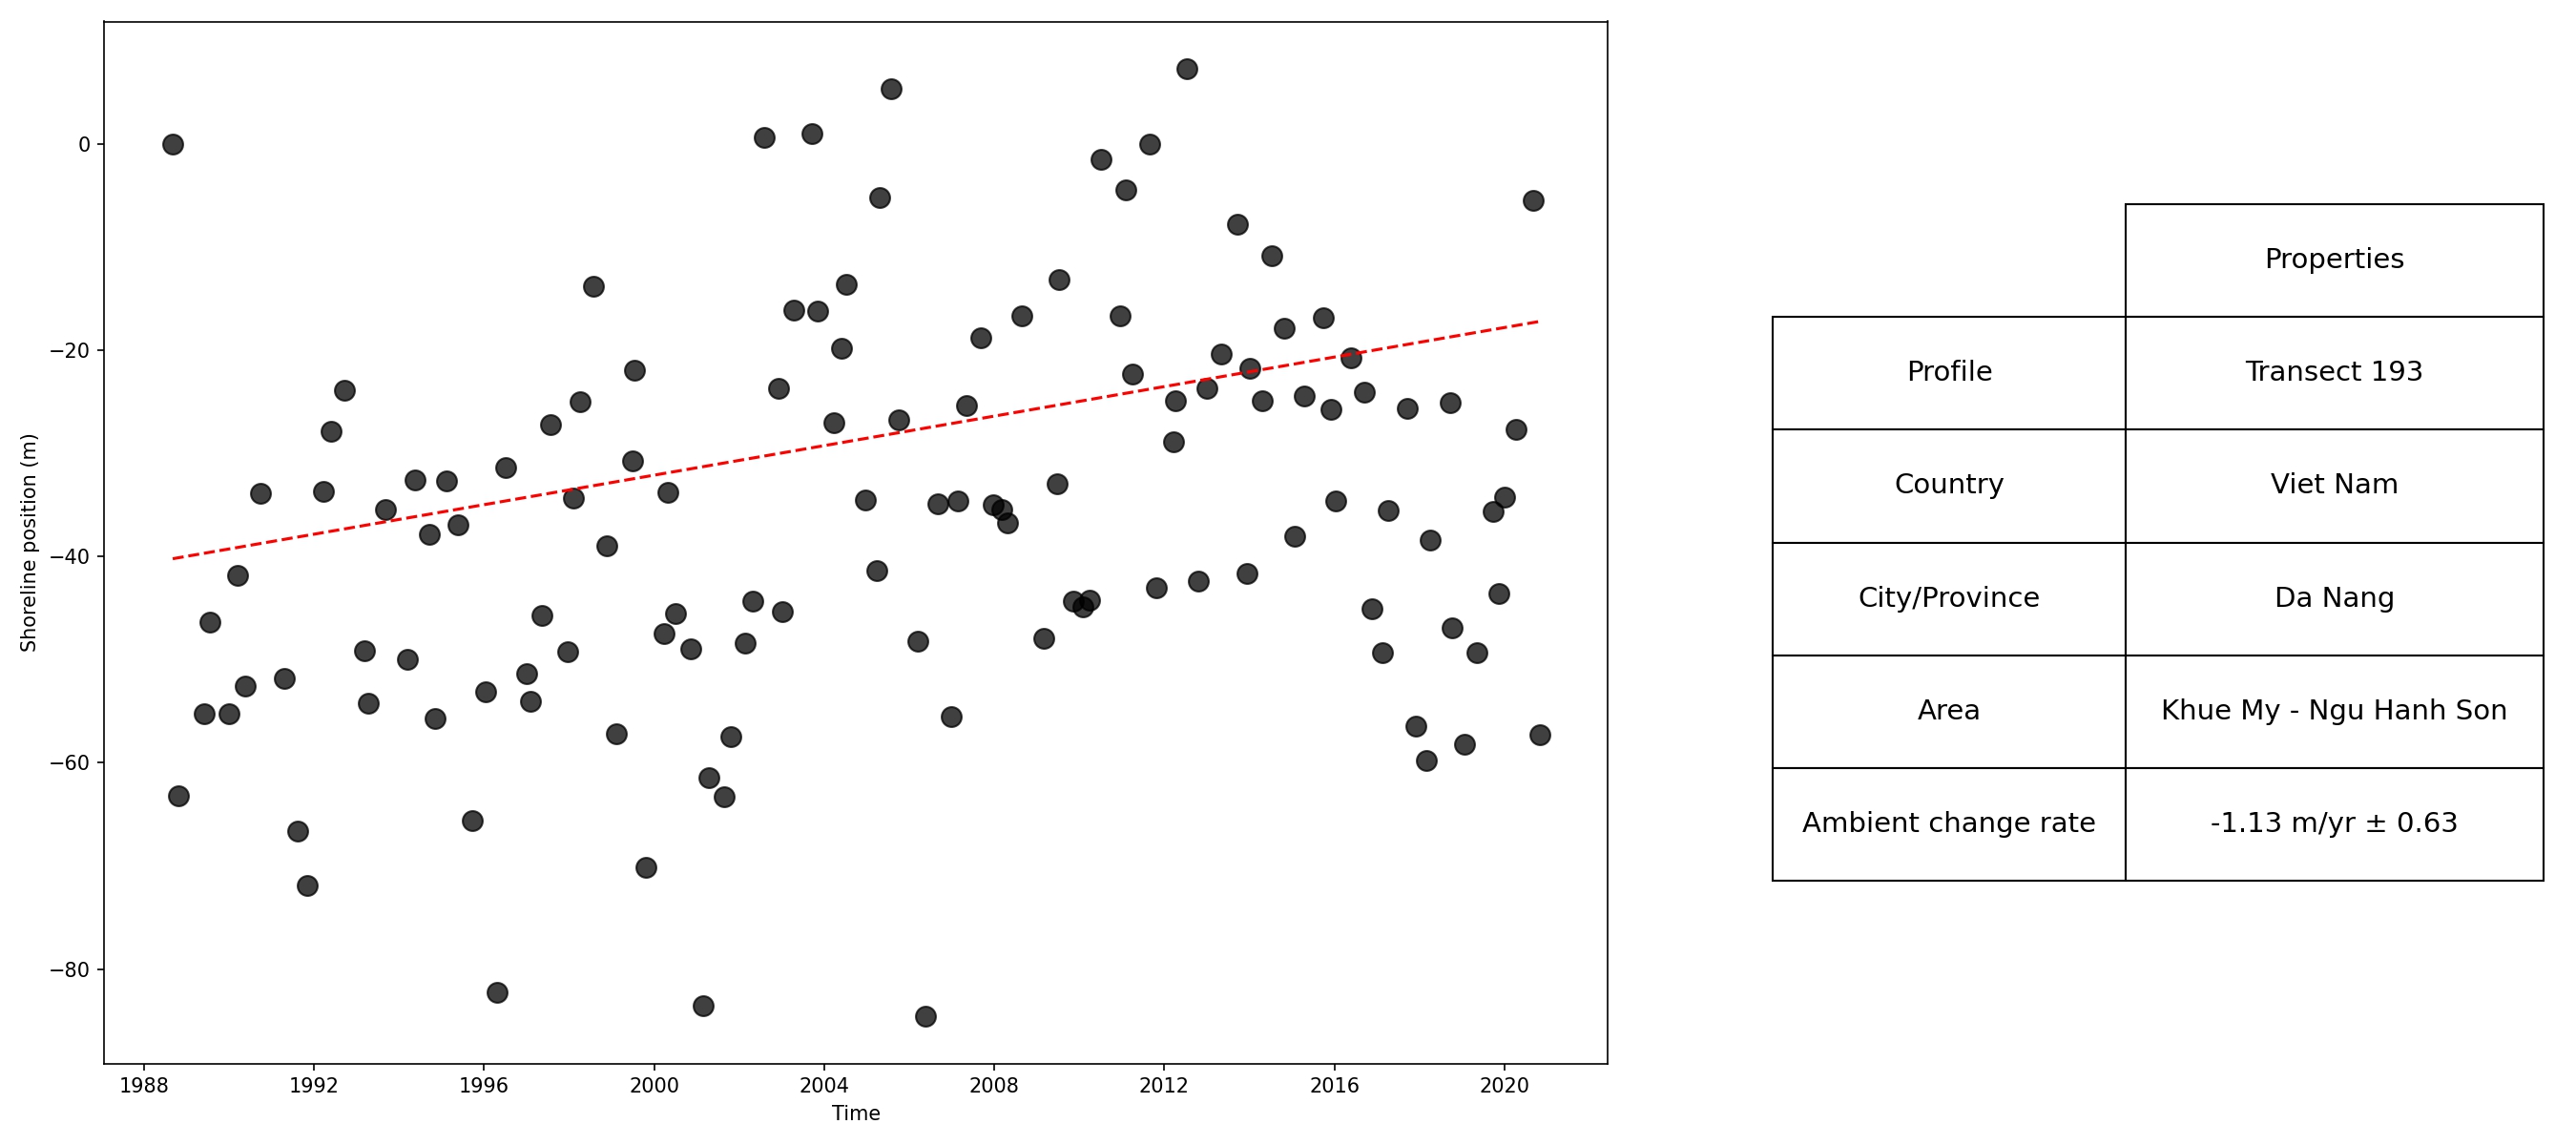 0
−20
−40
−60
−80
Shoreline position (m)
1988 1992 1996 2000 2004 2008 2012 2016 2020
Time
Properties
Profile Transect 193
Country Viet Nam
City/Province Da Nang
Area Khue My - Ngu Hanh Son
Ambient change rate -1.13 m/yr ± 0.63